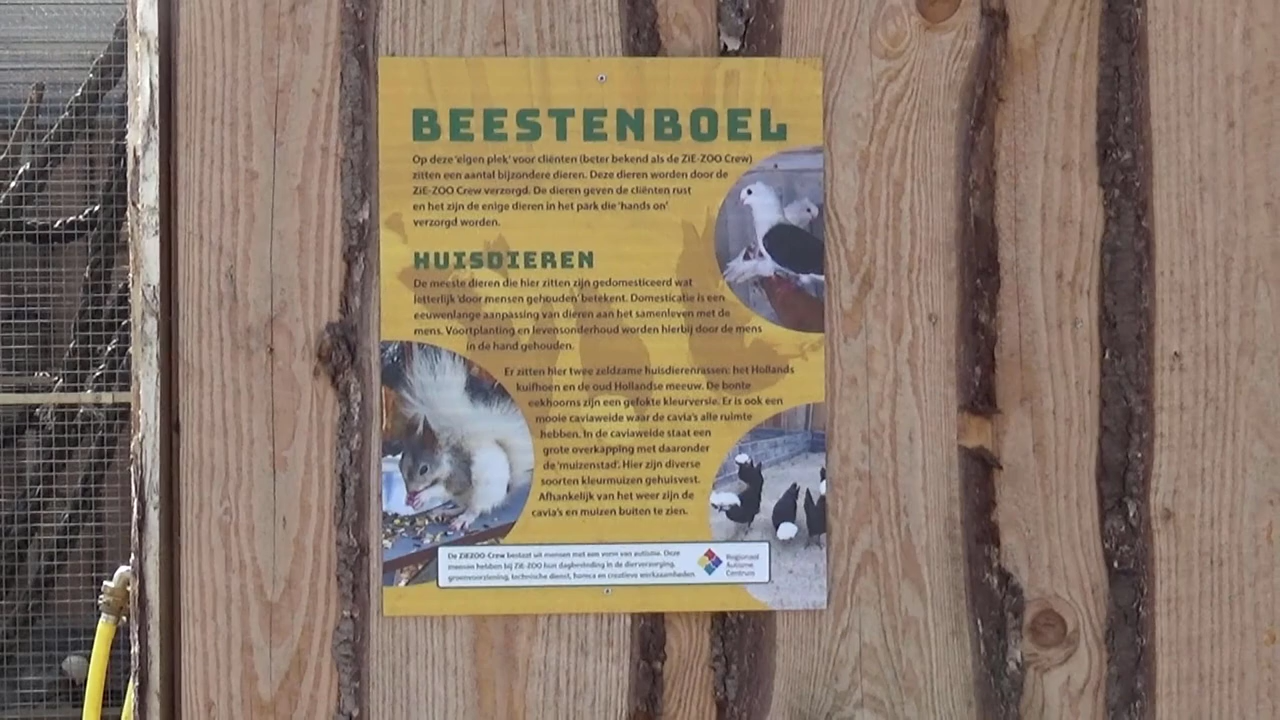 BEESTENBOEL
Op deze 'eigen plek' voor cliënten (beter bekend als de ZiE-ZOO Crew)
zitten een aantal bijzondere dieren. Deze dieren worden door de
ZiE-ZOO Crew verzorgd. De dieren geven de cliënten rust
en het zijn de enige dieren in het park die 'hands on'
verzorgd worden.
HUISDIEREN
De meeste dieren die hier zitten zijn gedomesticeerd wat
letterlijk 'door mensen gehouden' betekent. Domesticatie is een
eeuwenlange aanpassing van dieren aan het samenleven met de
mens. Voortplanting en levensonderhoud worden hierbij door de mens
in de hand gehouden.
Er zitten hier twee zeldzame huisdierenrassen: het Hollands
kuifhoen en de oud Hollandse meeuw. De bonte
eekhoorns zijn een gefokte kleurversie. Er is ook een
mooie caviaweide waar de cavia's alle ruimte
hebben. In de caviaweide staat een
grote overkapping met daaronder
de 'muizenstad'. Hier zijn diverse
soorten kleurmuizen gehuisvest.
Afhankelijk van het weer zijn de
cavia's en muizen buiten te zien.
De ZiEZOO-Crew bestaat uit mensen met een vorm van autisme. Deze
mensen hebben bij ZiE-ZOO hun dagbesteding in de dierverzorging,
groenvoorziening, technische dienst, horeca en creatieve werkzaamheden
Regionaal
Autisme
Centrum